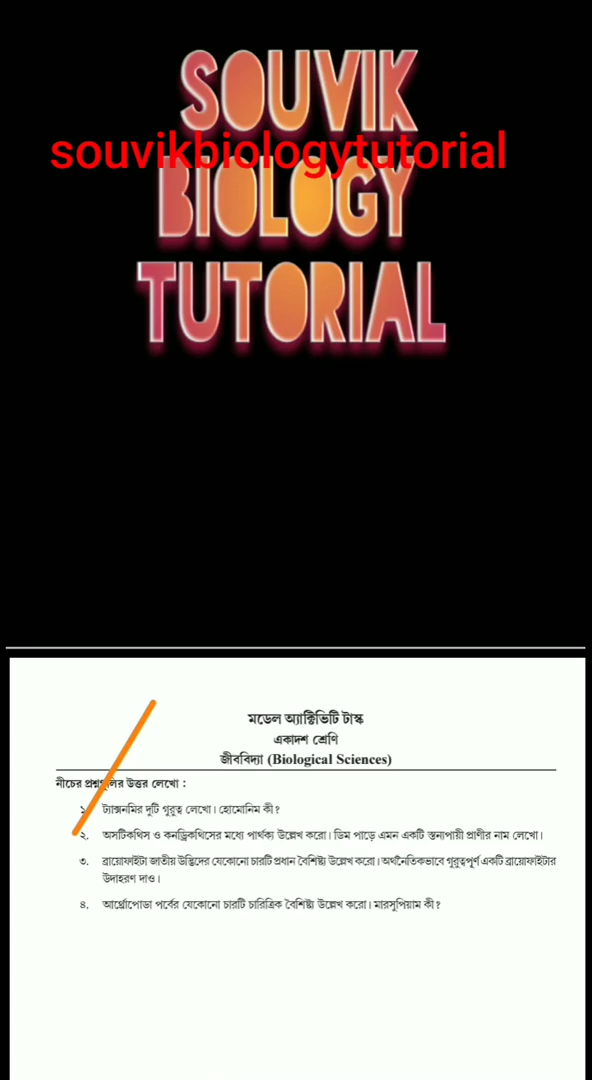 SOUVIK
souvikbiologytutorial
BIOLOGY
TUTORIAL
মডেল অ্যাক্টিভিটি টাস্ক
একাদশ শ্রেণি
জীববিদ্যা (Biological Sciences)
নীচের প্রশ্নগুলির উত্তর লেখো :
১. ট্যাক্সনমির দুটি গুরুত্ব লেখো। হোমোনিম কী?
২. অসটিকথিস ও কনড্রিকথিসের মধ্যে পার্থক্য উল্লেখ করো। ডিম পাড়ে এমন একটি স্তন্যপায়ী প্রাণীর নাম লেখো।
৩. ব্রায়োফাইটা জাতীয় উদ্ভিদের যেকোনো চারটি প্রধান বৈশিষ্ট্য উল্লেখ করো। অর্থনৈতিকভাবে গুরুত্বপূর্ণ একটি ব্রায়োফাইটার
উদাহরণ দাও।
৪. আর্থ্রোপোডা পর্বের যেকোনো চারটি চারিত্রিক বৈশিষ্ট্য উল্লেখ করো। মারসুপিয়াম কী?